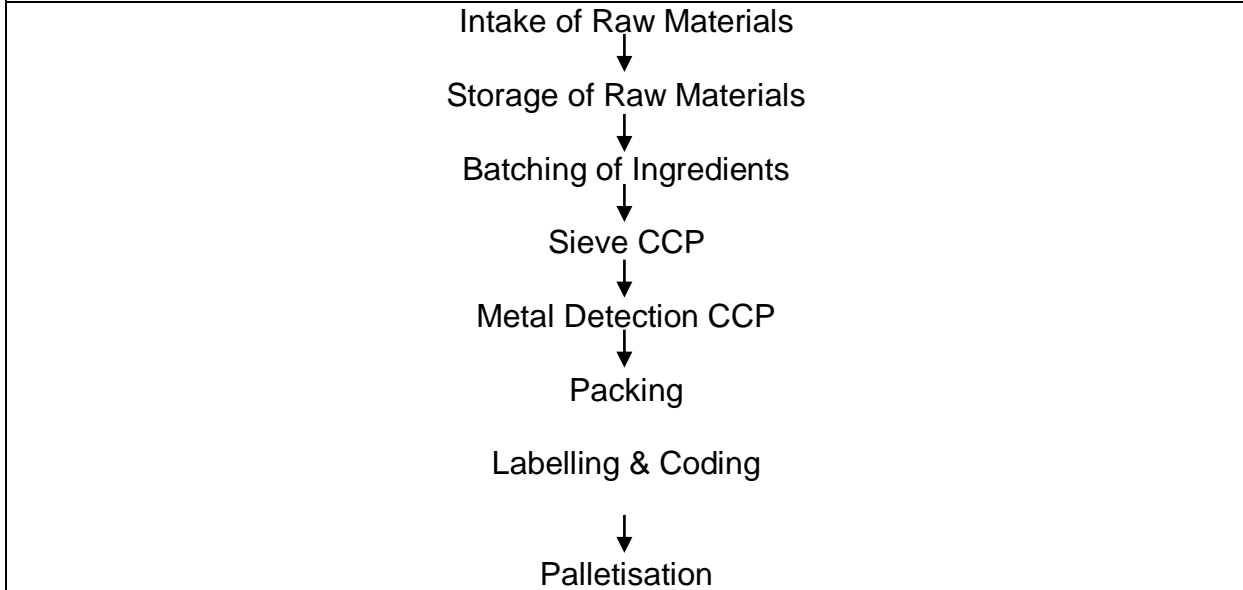 Intake of Raw Materials
Storage of Raw Materials
Batching of Ingredients
Sieve CCP
Metal Detection CCP
Packing
Labelling & Coding
Palletisation